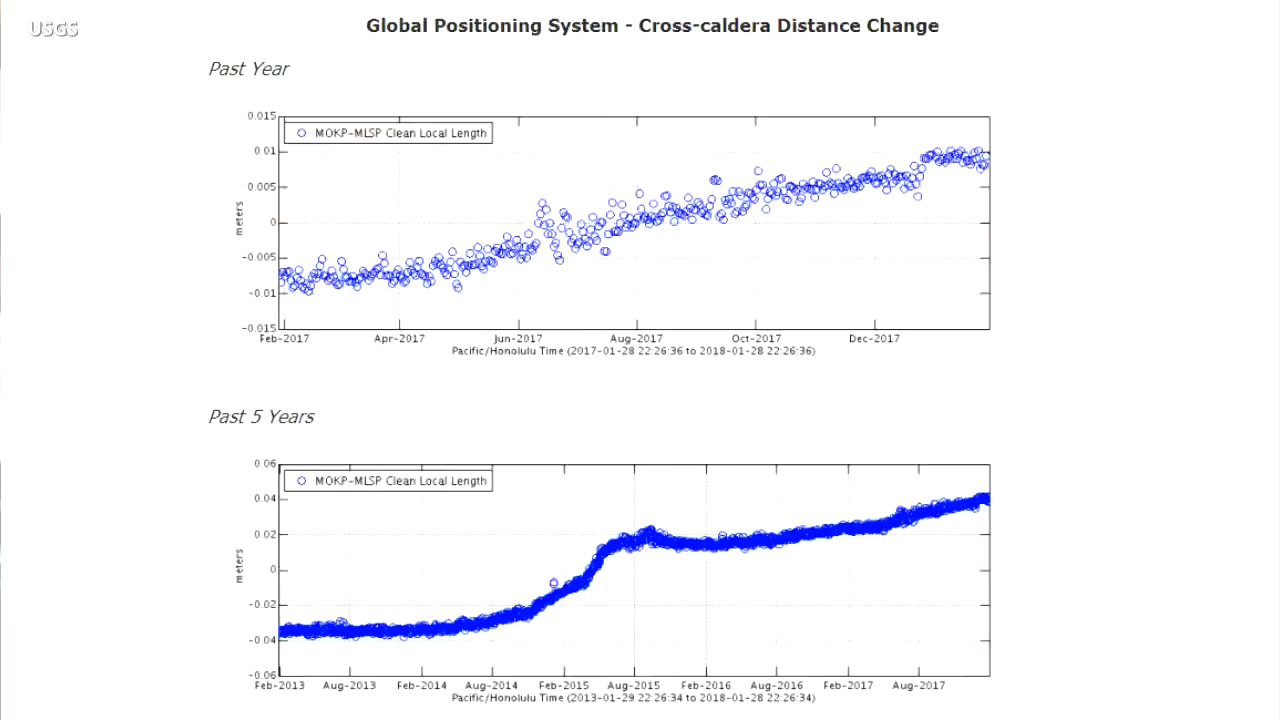 USGS
Global Positioning System - Cross-caldera Distance Change
Past Year
0.015
MOKP-MLSP Clean Local Length
0.01
0.005
0
-0.005
-0.01
-0.015
meters
Feb-2017 Apr-2017 Jun-2017 Aug-2017 Oct-2017 Dec-2017
Pacific/Honolulu Time (2017-01-28 22:26:36 to 2018-01-28 22:26:36)
Past 5 Years
0.06
MOKP-MLSP Clean Local Length
0.04
0.02
0
-0.02
-0.04
-0.06
meters
Feb-2013 Aug-2013 Feb-2014 Aug-2014 Feb-2015 Aug-2015 Feb-2016 Aug-2016 Feb-2017 Aug-2017
Pacific/Honolulu Time (2013-01-29 22:26:34 to 2018-01-28 22:26:34)